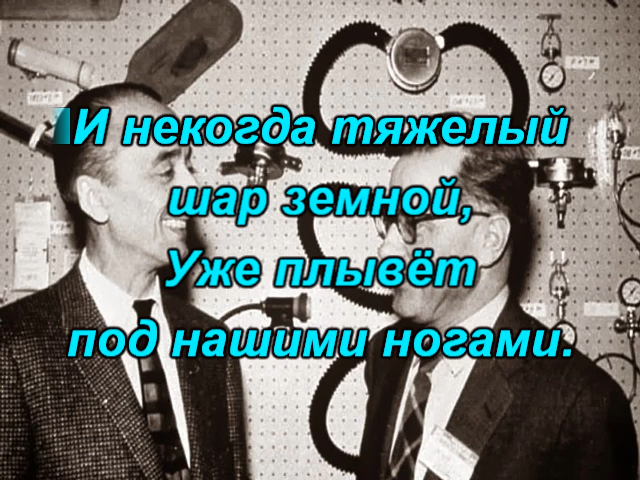 И некогда тяжелый
шар земной,
Уже плывёт
под нашими ногами.